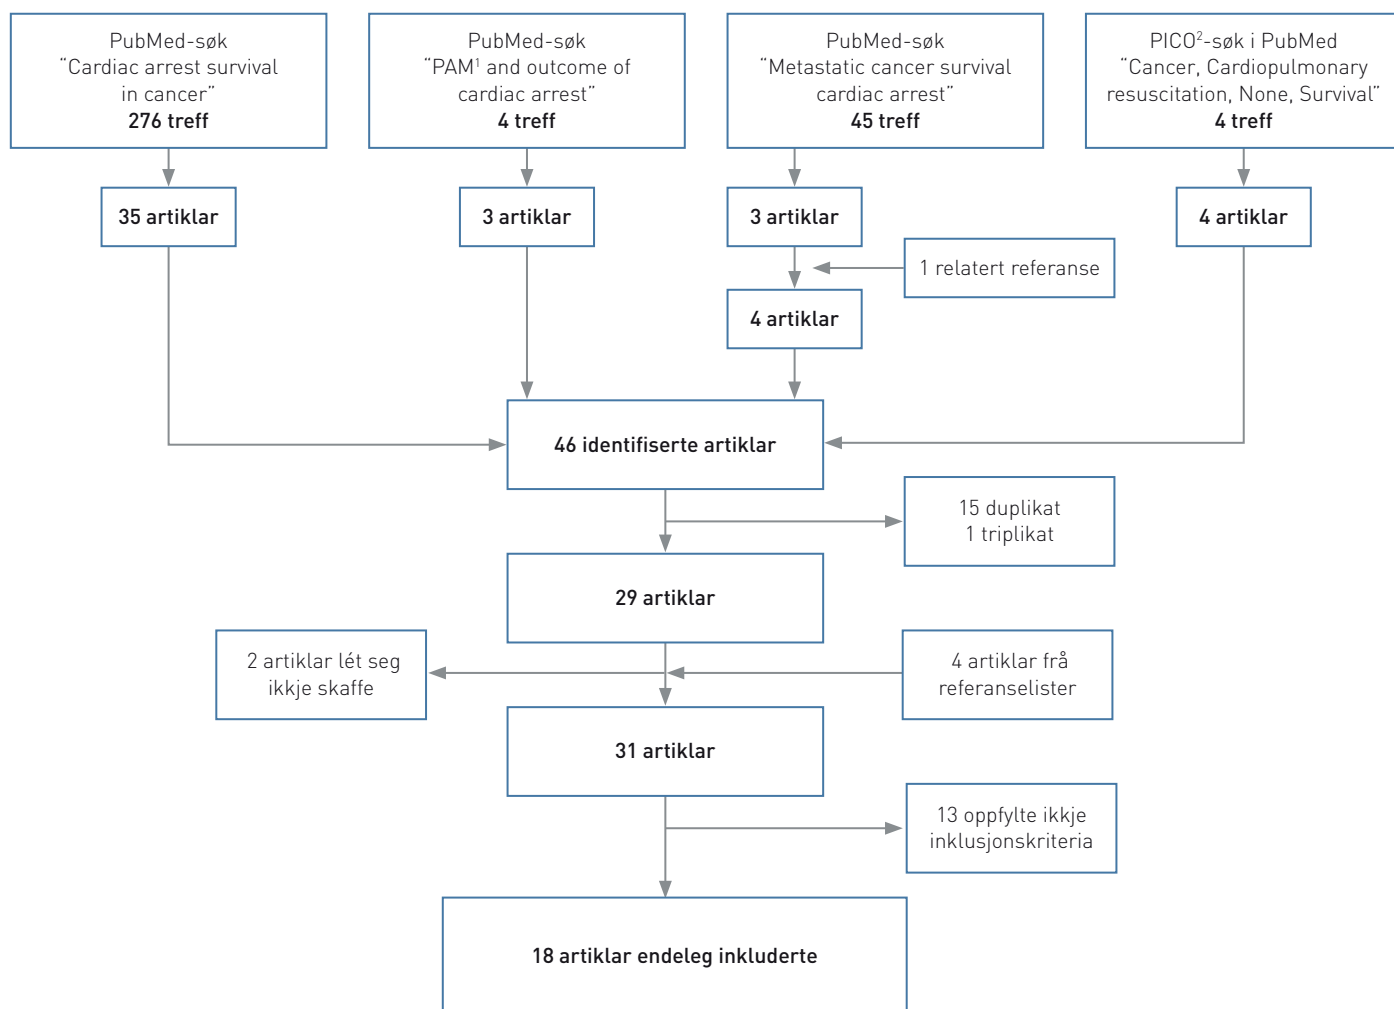 PubMed-søk
“Cardiac arrest survival
in cancer”
276 treff
PubMed-søk
“PAM¹ and outcome of
cardiac arrest”
4 treff
PubMed-søk
“Metastatic cancer survival
cardiac arrest”
45 treff
PICO²-søk i PubMed
“Cancer, Cardiopulmonary
resuscitation, None, Survival”
4 treff
35 artiklar
3 artiklar
3 artiklar
4 artiklar
1 relatert referanse
4 artiklar
46 identifiserte artiklar
15 duplikat
1 triplikat
29 artiklar
2 artiklar lét seg
ikkje skaffe
4 artiklar frå
referanselister
31 artiklar
13 oppfylte ikkje
inklusjonskriteria
18 artiklar endeleg inkluderte